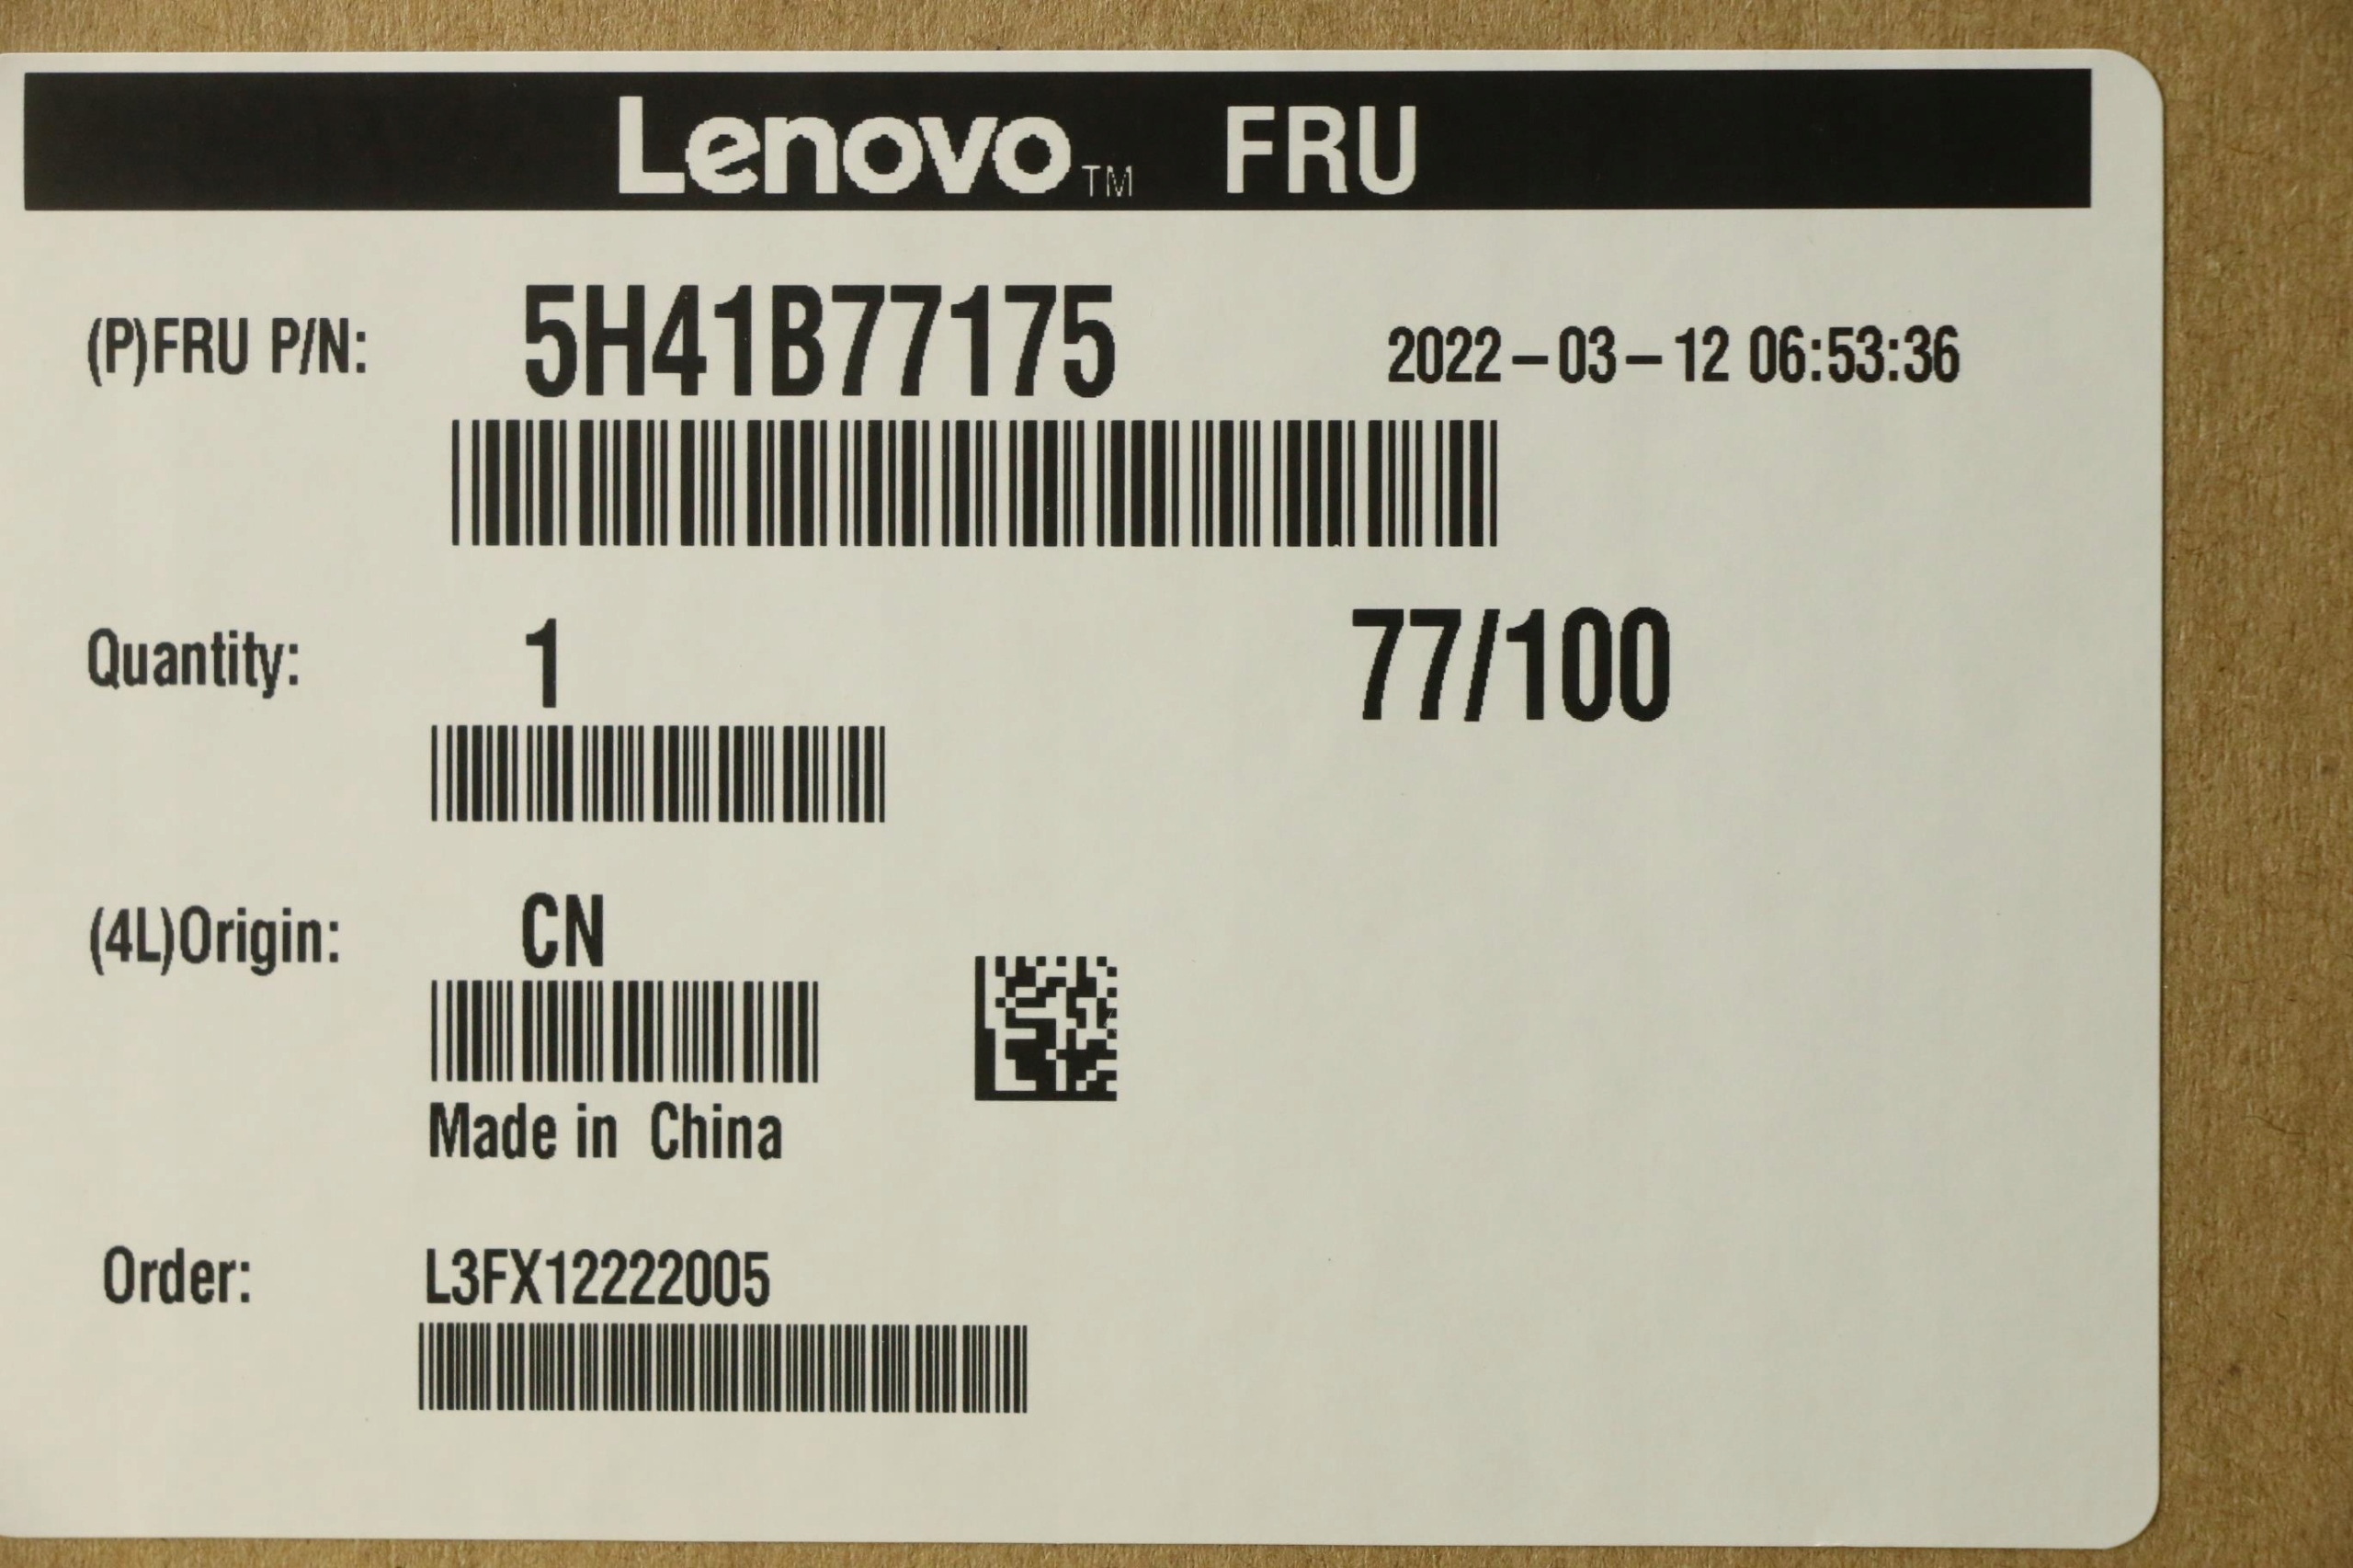 Lenovo™ FRU
(P)FRU P/N: 5H41B77175 2022-03-12 06:53:36
Quantity: 1 77/100
(4L)Origin: CN
Made in China
Order: L3FX12222005